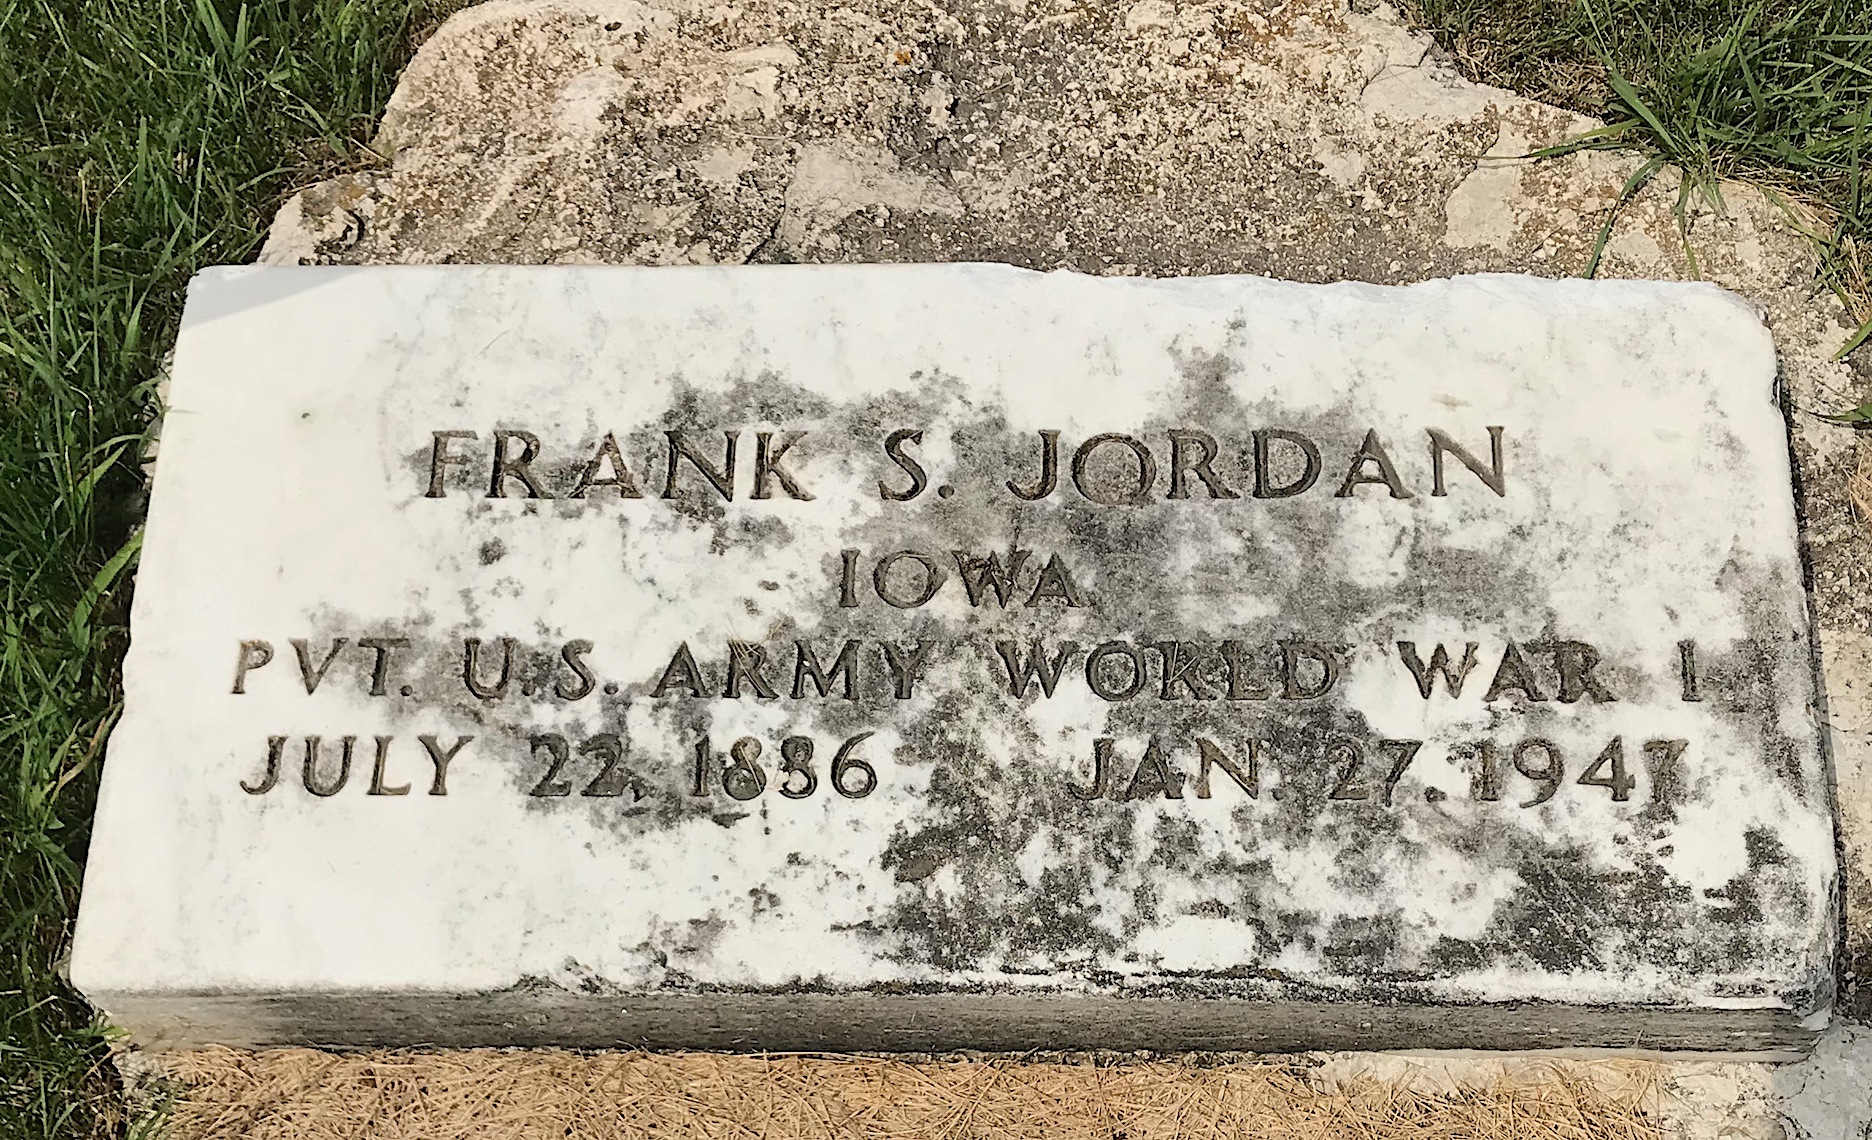 FRANK S. JORDAN
IOWA
PVT. U.S. ARMY WORLD WAR I
JULY 22, 1886 JAN. 27, 1947